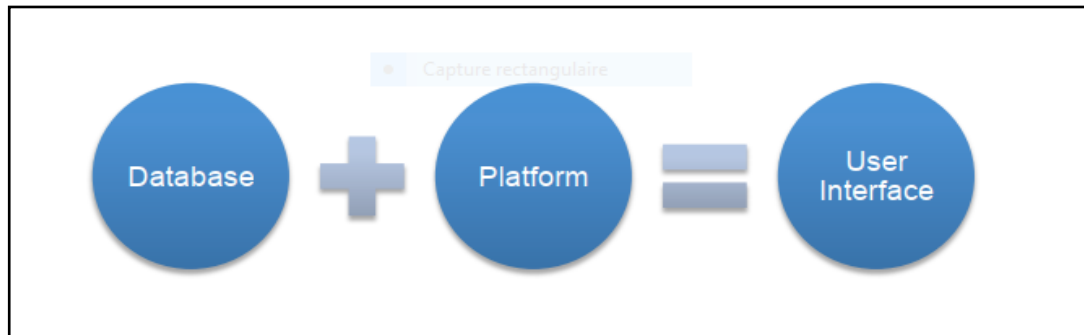 Capture rectangulaire
Database
Platform
User
Interface